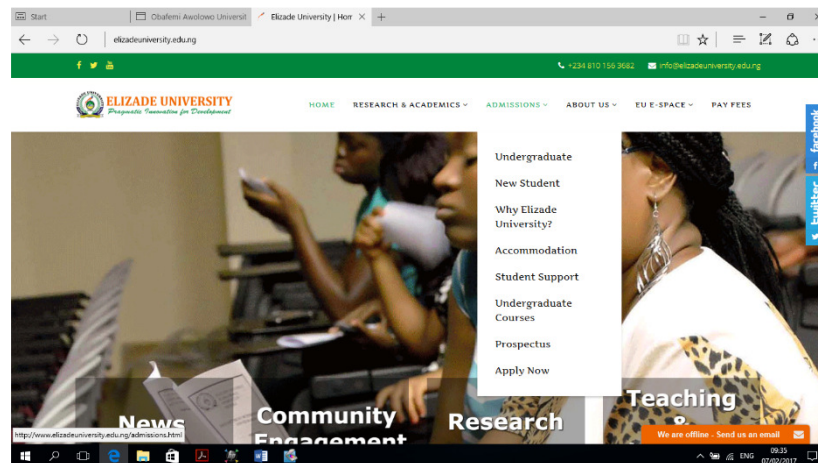 Start
Obafemi Awolowo Universit
Elizade University | Hom
elizadeuniversity.edu.ng
+234 810 156 3682
info@elizadeuniversity.edu.ng
ELIZADE UNIVERSITY
Pragmatic Innovation for Development
HOME RESEARCH & ACADEMICS ADMISSIONS ABOUT US EU E-SPACE PAY FEES
facebook
twitter
Undergraduate
New Student
Why Elizade
University?
Accommodation
Student Support
Undergraduate
Courses
Prospectus
Apply Now
News
Community
Engagement
Research
Teaching
&
http://www.elizadeuniversity.edu.ng/admissions.html
We are offline - Send us an email
ENG
09:35
07/02/2017